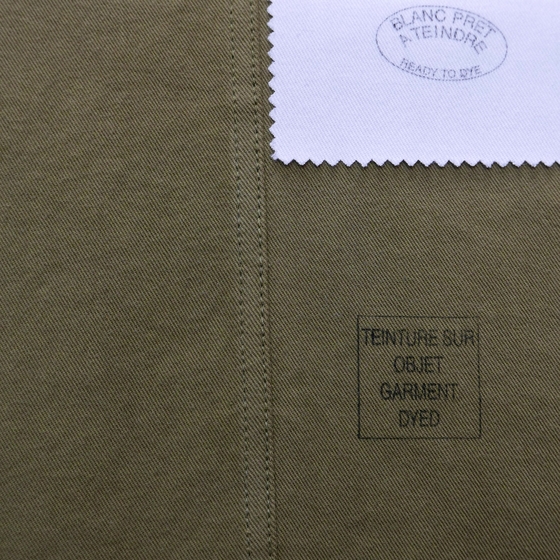 BLANC PRET
A TEINDRE
READY TO DYE
TEINTURE SUR
OBJET
GARMENT
DYED